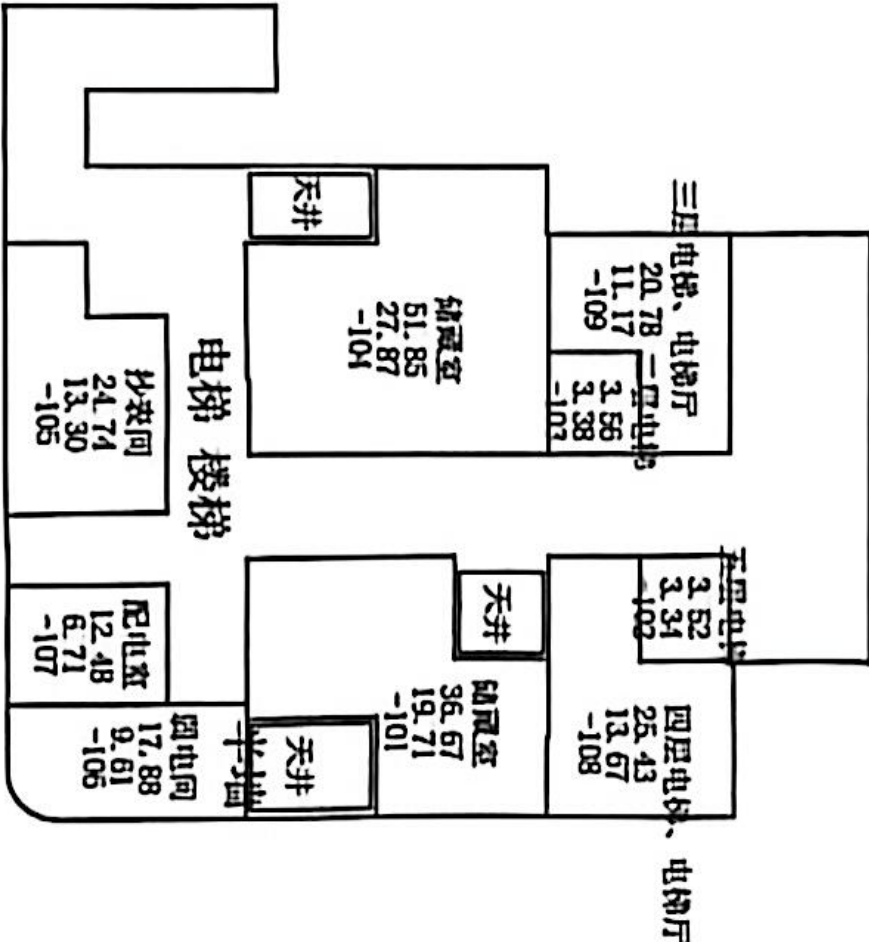 天井
三层电梯、电梯厅
20.78
11.17
-109
二层电梯
3.56
3.38
-103
储藏室
51.85
27.87
-104
电梯 楼梯
抄表间
24.74
13.30
-105
3.52
3.34
-102
天井
配电室
12.48
6.71
-107
储藏室
36.67
19.71
-101
四层电梯、电梯厅
25.43
13.67
-108
天井
弱电间
17.88
9.61
-106